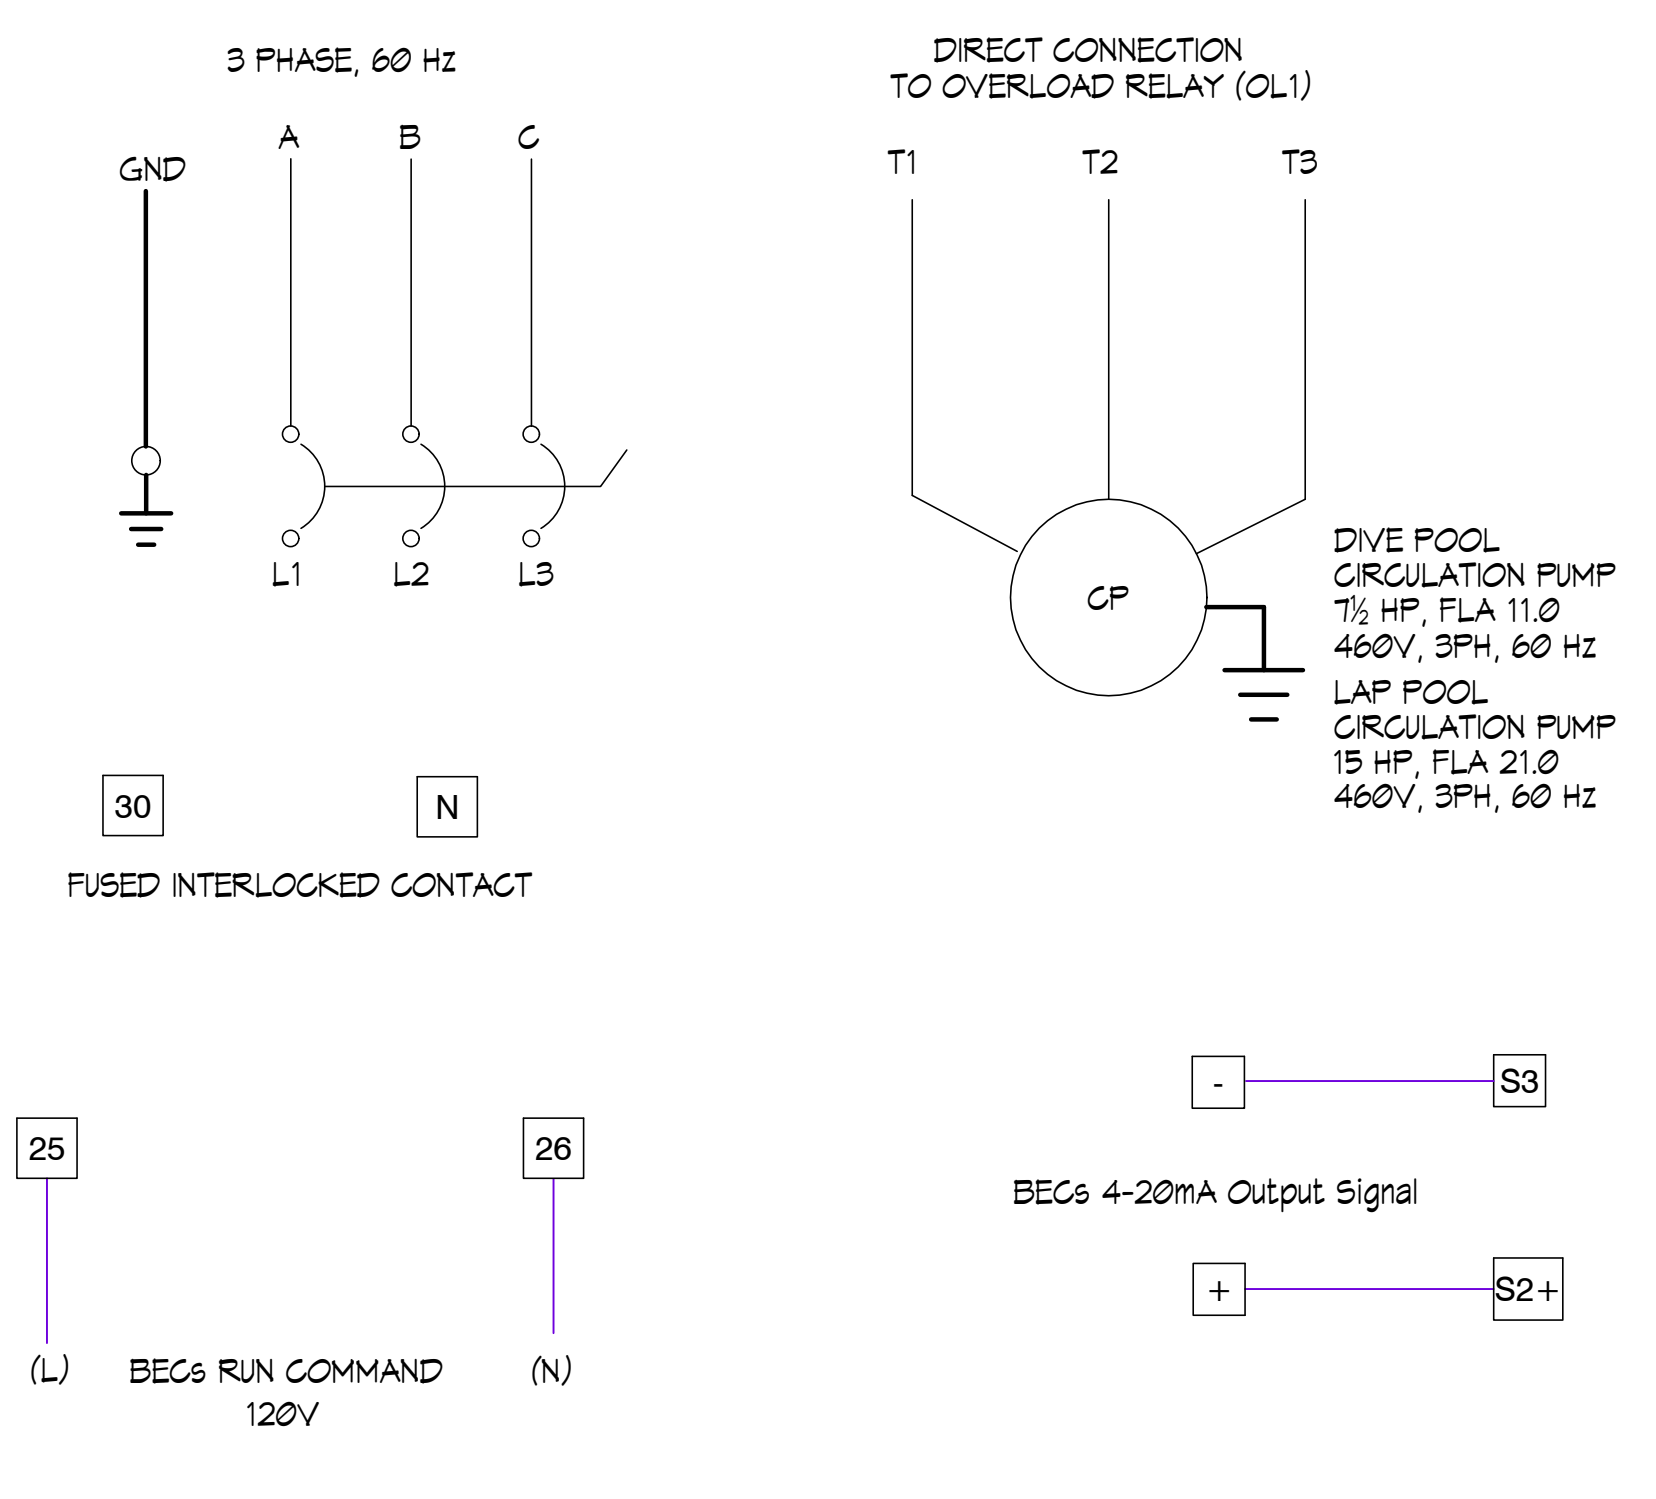 3 PHASE, 60 Hz
A B C
GND
L1 L2 L3
DIRECT CONNECTION
TO OVERLOAD RELAY (OL1)
T1 T2 T3
CP
DIVE POOL
CIRCULATION PUMP
7½ HP, FLA 11.0
460V, 3PH, 60 Hz
LAP POOL
CIRCULATION PUMP
15 HP, FLA 21.0
460V, 3PH, 60 Hz
30 N
FUSED INTERLOCKED CONTACT
25 26
(L) BECs RUN COMMAND (N)
120V
- S3
BECs 4-20mA Output Signal
+ S2+